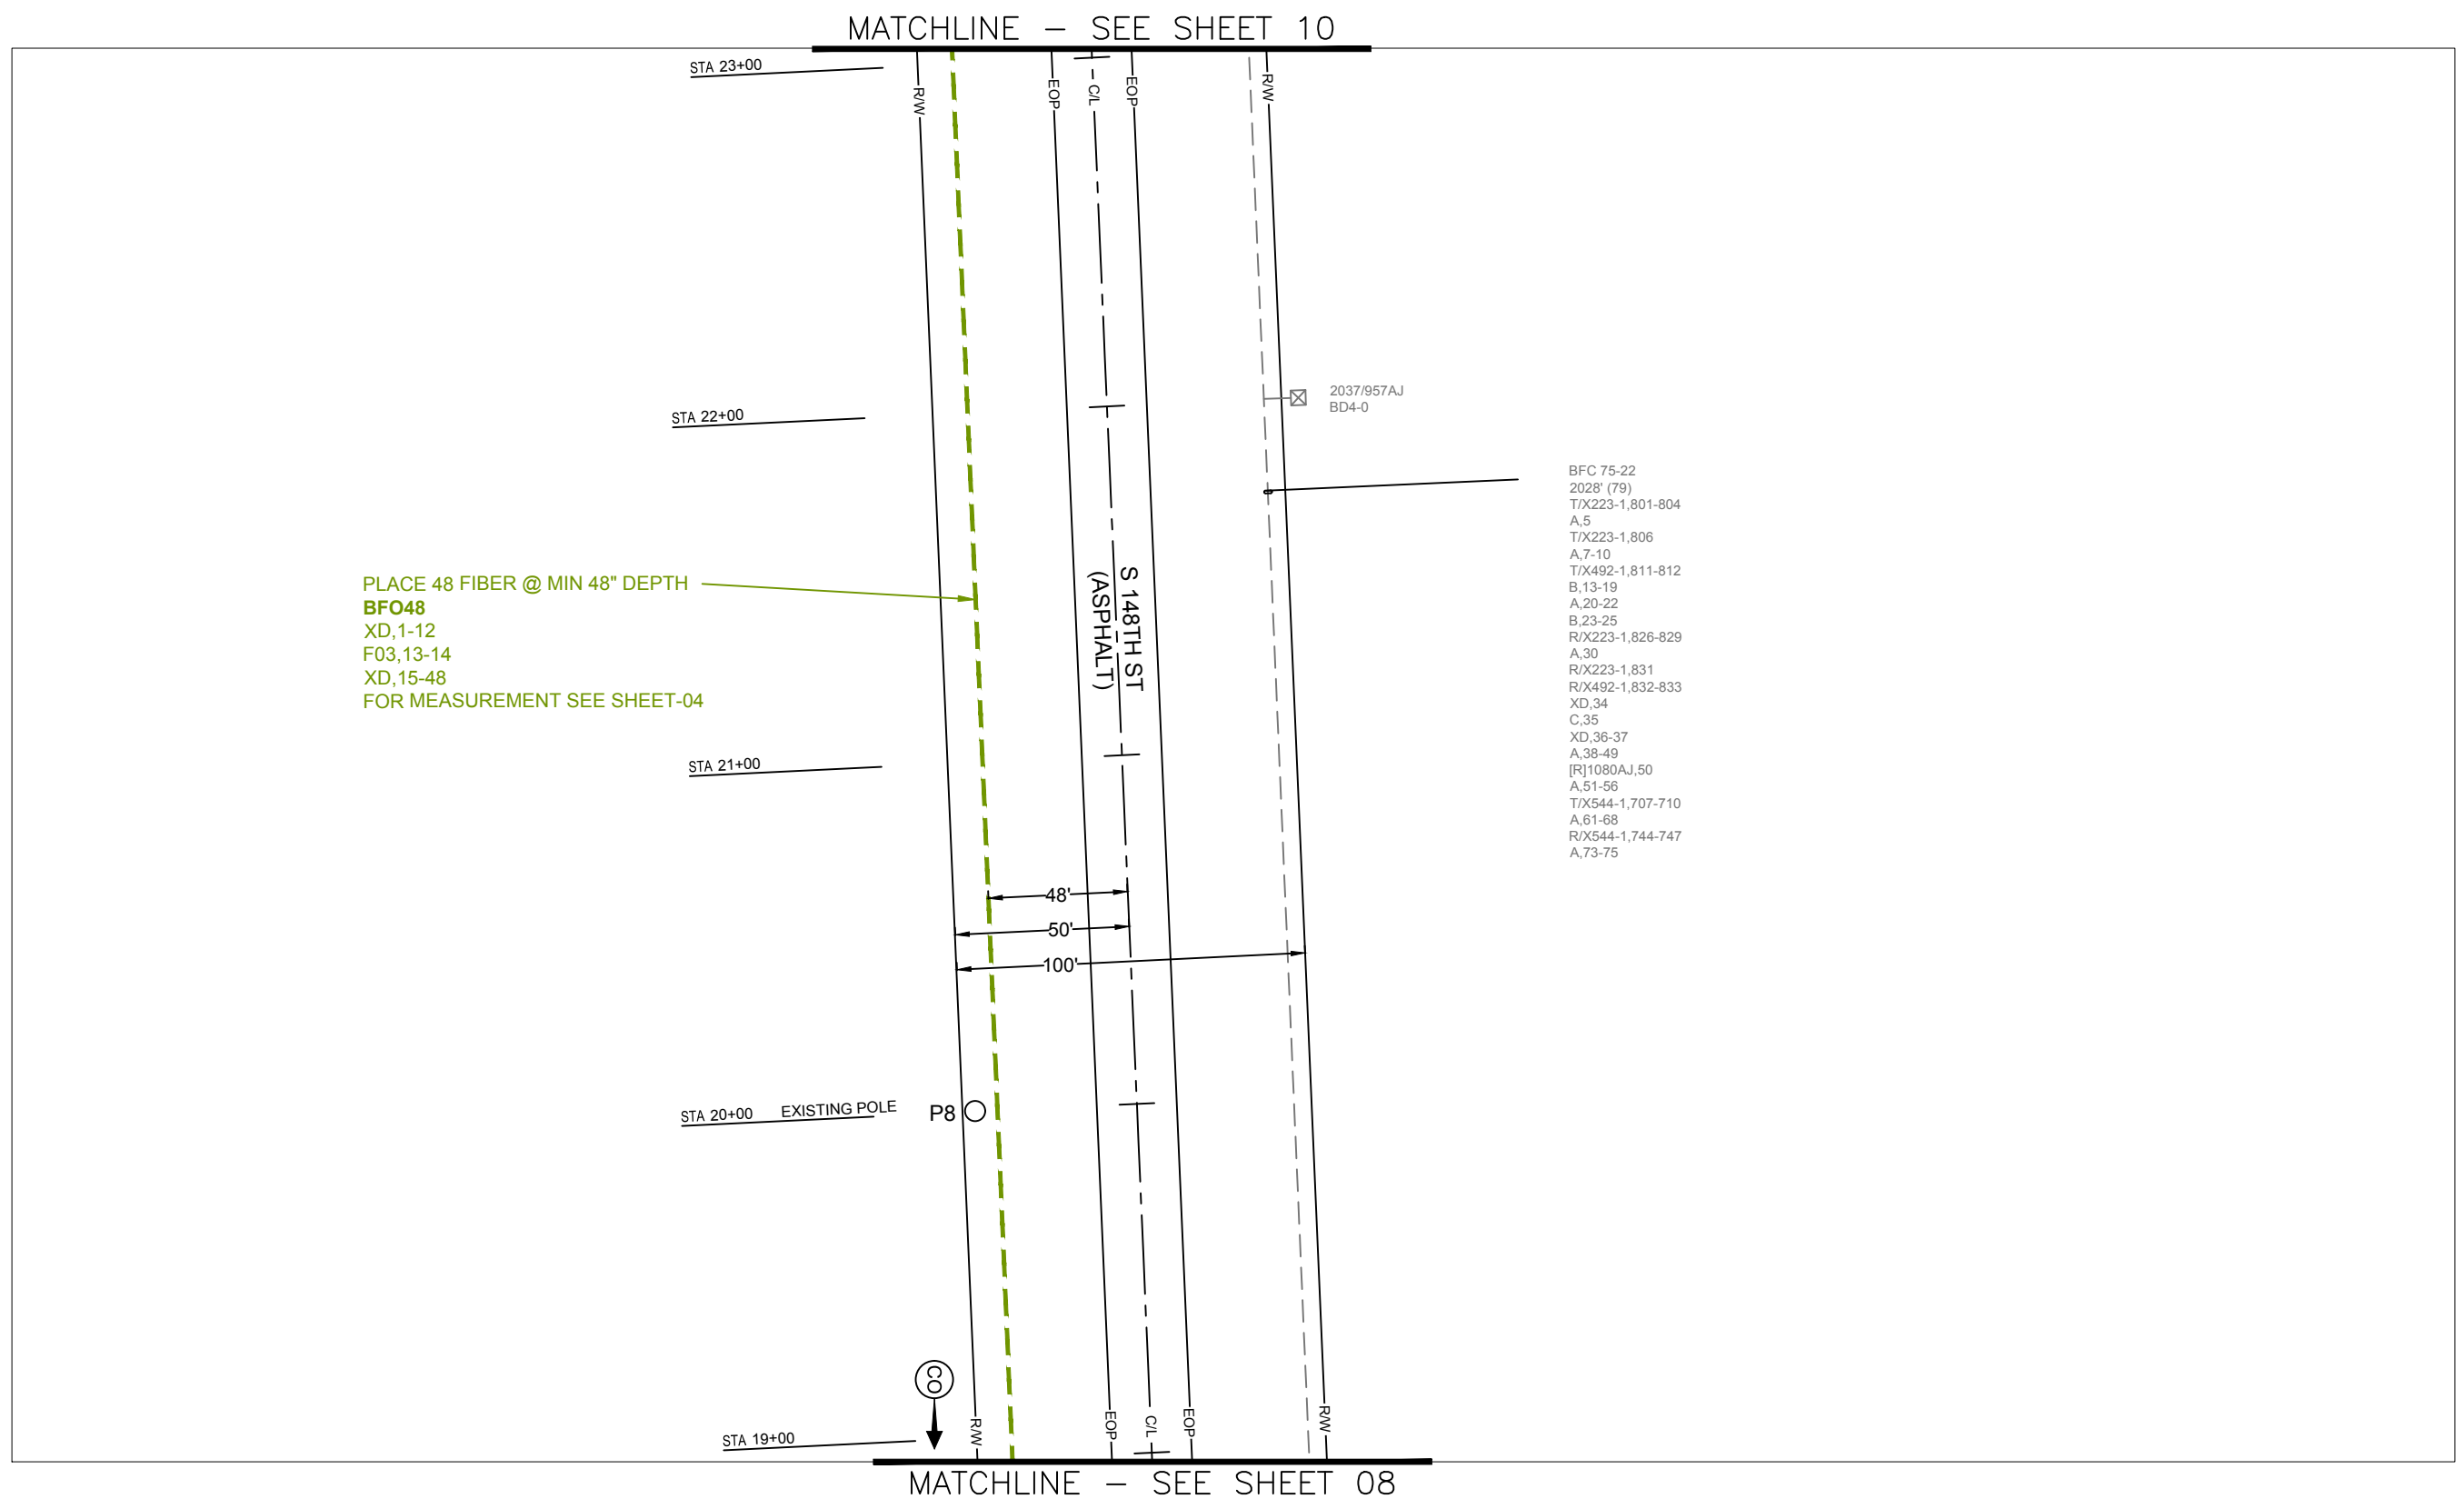 MATCHLINE - SEE SHEET 10
STA 23+00
R/W
EOP
C/L
EOP
R/W
2037/957AJ
BD4-0
STA 22+00
BFC 75-22
2028' (79)
T/X223-1,801-804
A,5
T/X223-1,806
A,7-10
T/X492-1,811-812
B,13-19
A,20-22
B,23-25
R/X223-1,826-829
A,30
R/X223-1,831
R/X492-1,832-833
XD,34
C,35
XD,36-37
A,38-49
[R]1080AJ,50
A,51-56
T/X544-1,707-710
A,61-68
R/X544-1,744-747
A,73-75
PLACE 48 FIBER @ MIN 48" DEPTH
BFO48
XD,1-12
F03,13-14
XD,15-48
FOR MEASUREMENT SEE SHEET-04
S 148TH ST
(ASPHALT)
STA 21+00
48'
50'
100'
STA 20+00 EXISTING POLE
P8
CO
STA 19+00
R/W
EOP
C/L
EOP
R/W
MATCHLINE - SEE SHEET 08